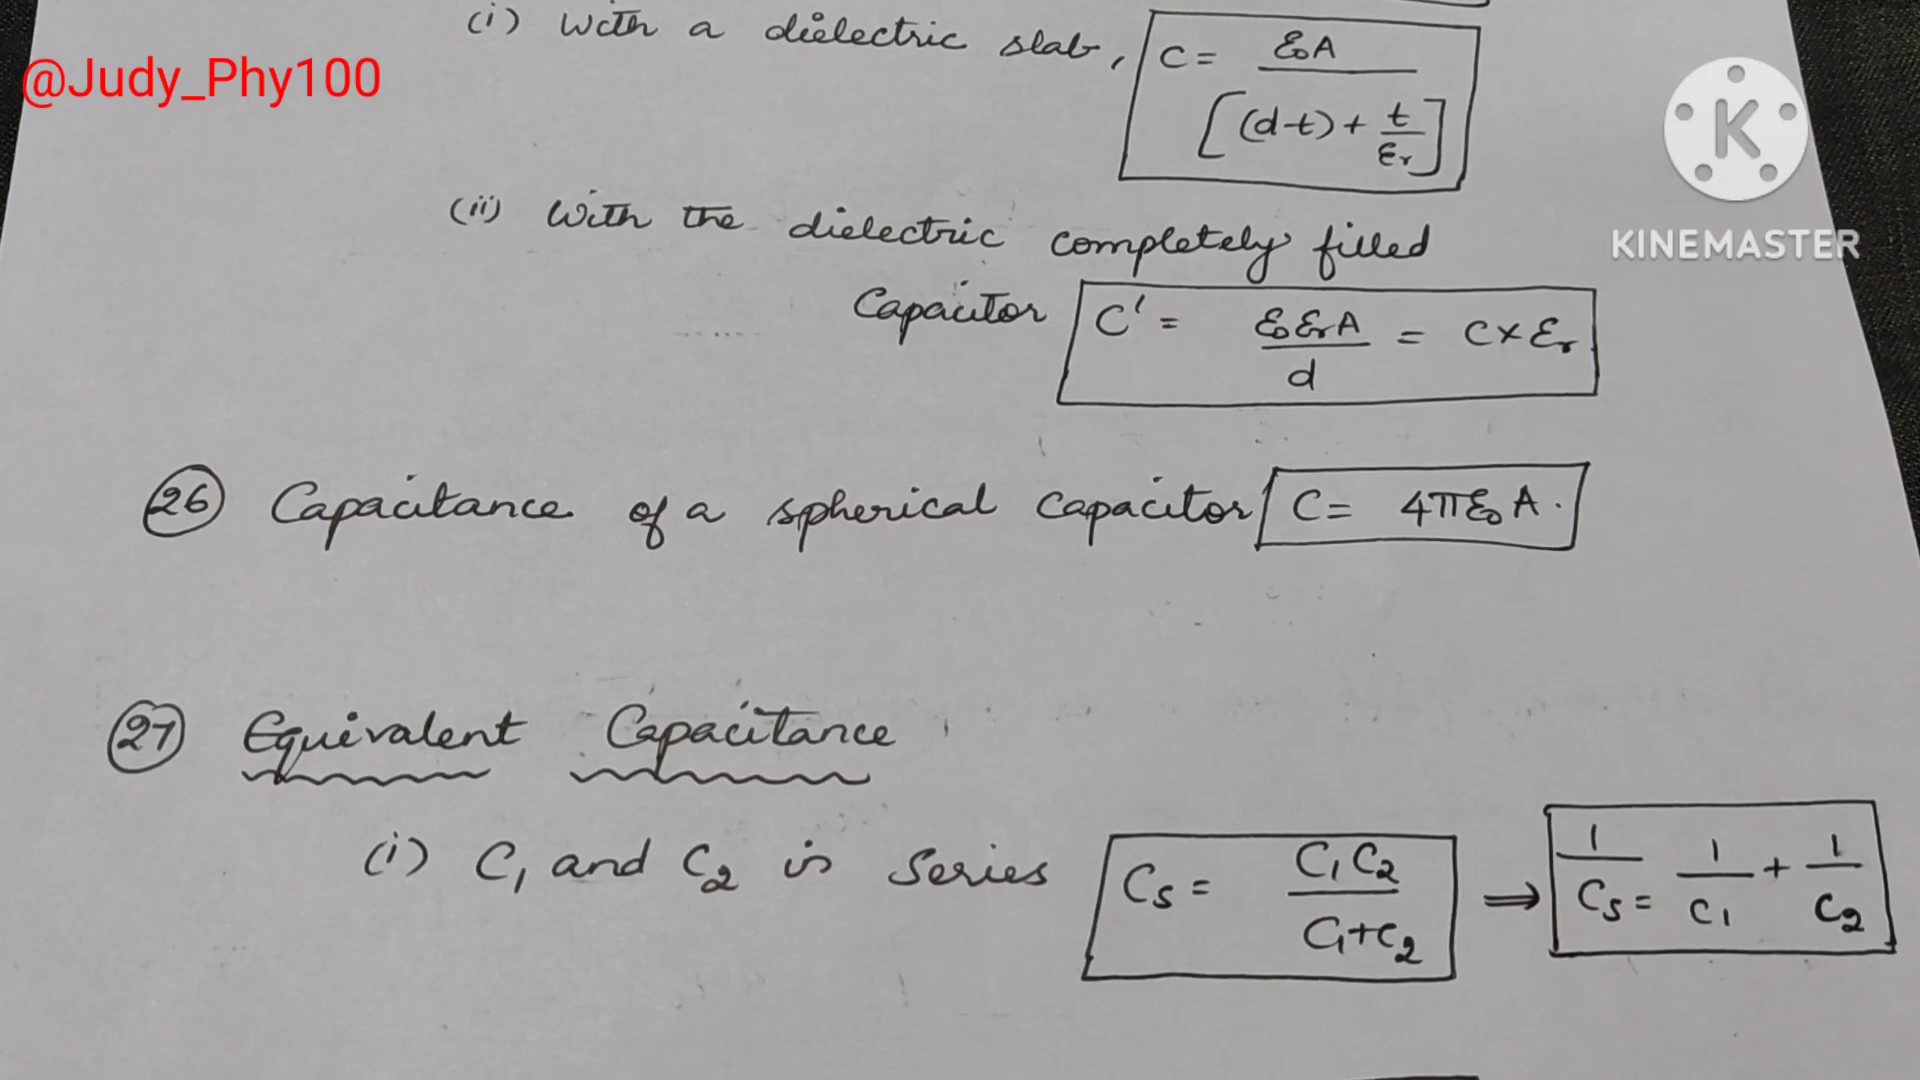 (i) With a dielectric slab, C = ε₀A / [(d-t) + t/εᵣ]
@Judy_Phy100
K
KINEMASTER
(ii) With the dielectric completely filled
Capacitor C' = ε₀εᵣA / d = C × εᵣ
(26) Capacitance of a spherical capacitor C = 4πε₀A.
(27) Equivalent Capacitance
(i) C₁ and C₂ in Series Cs = C₁C₂ / C₁+C₂ ⇒ 1/Cs = 1/C₁ + 1/C₂